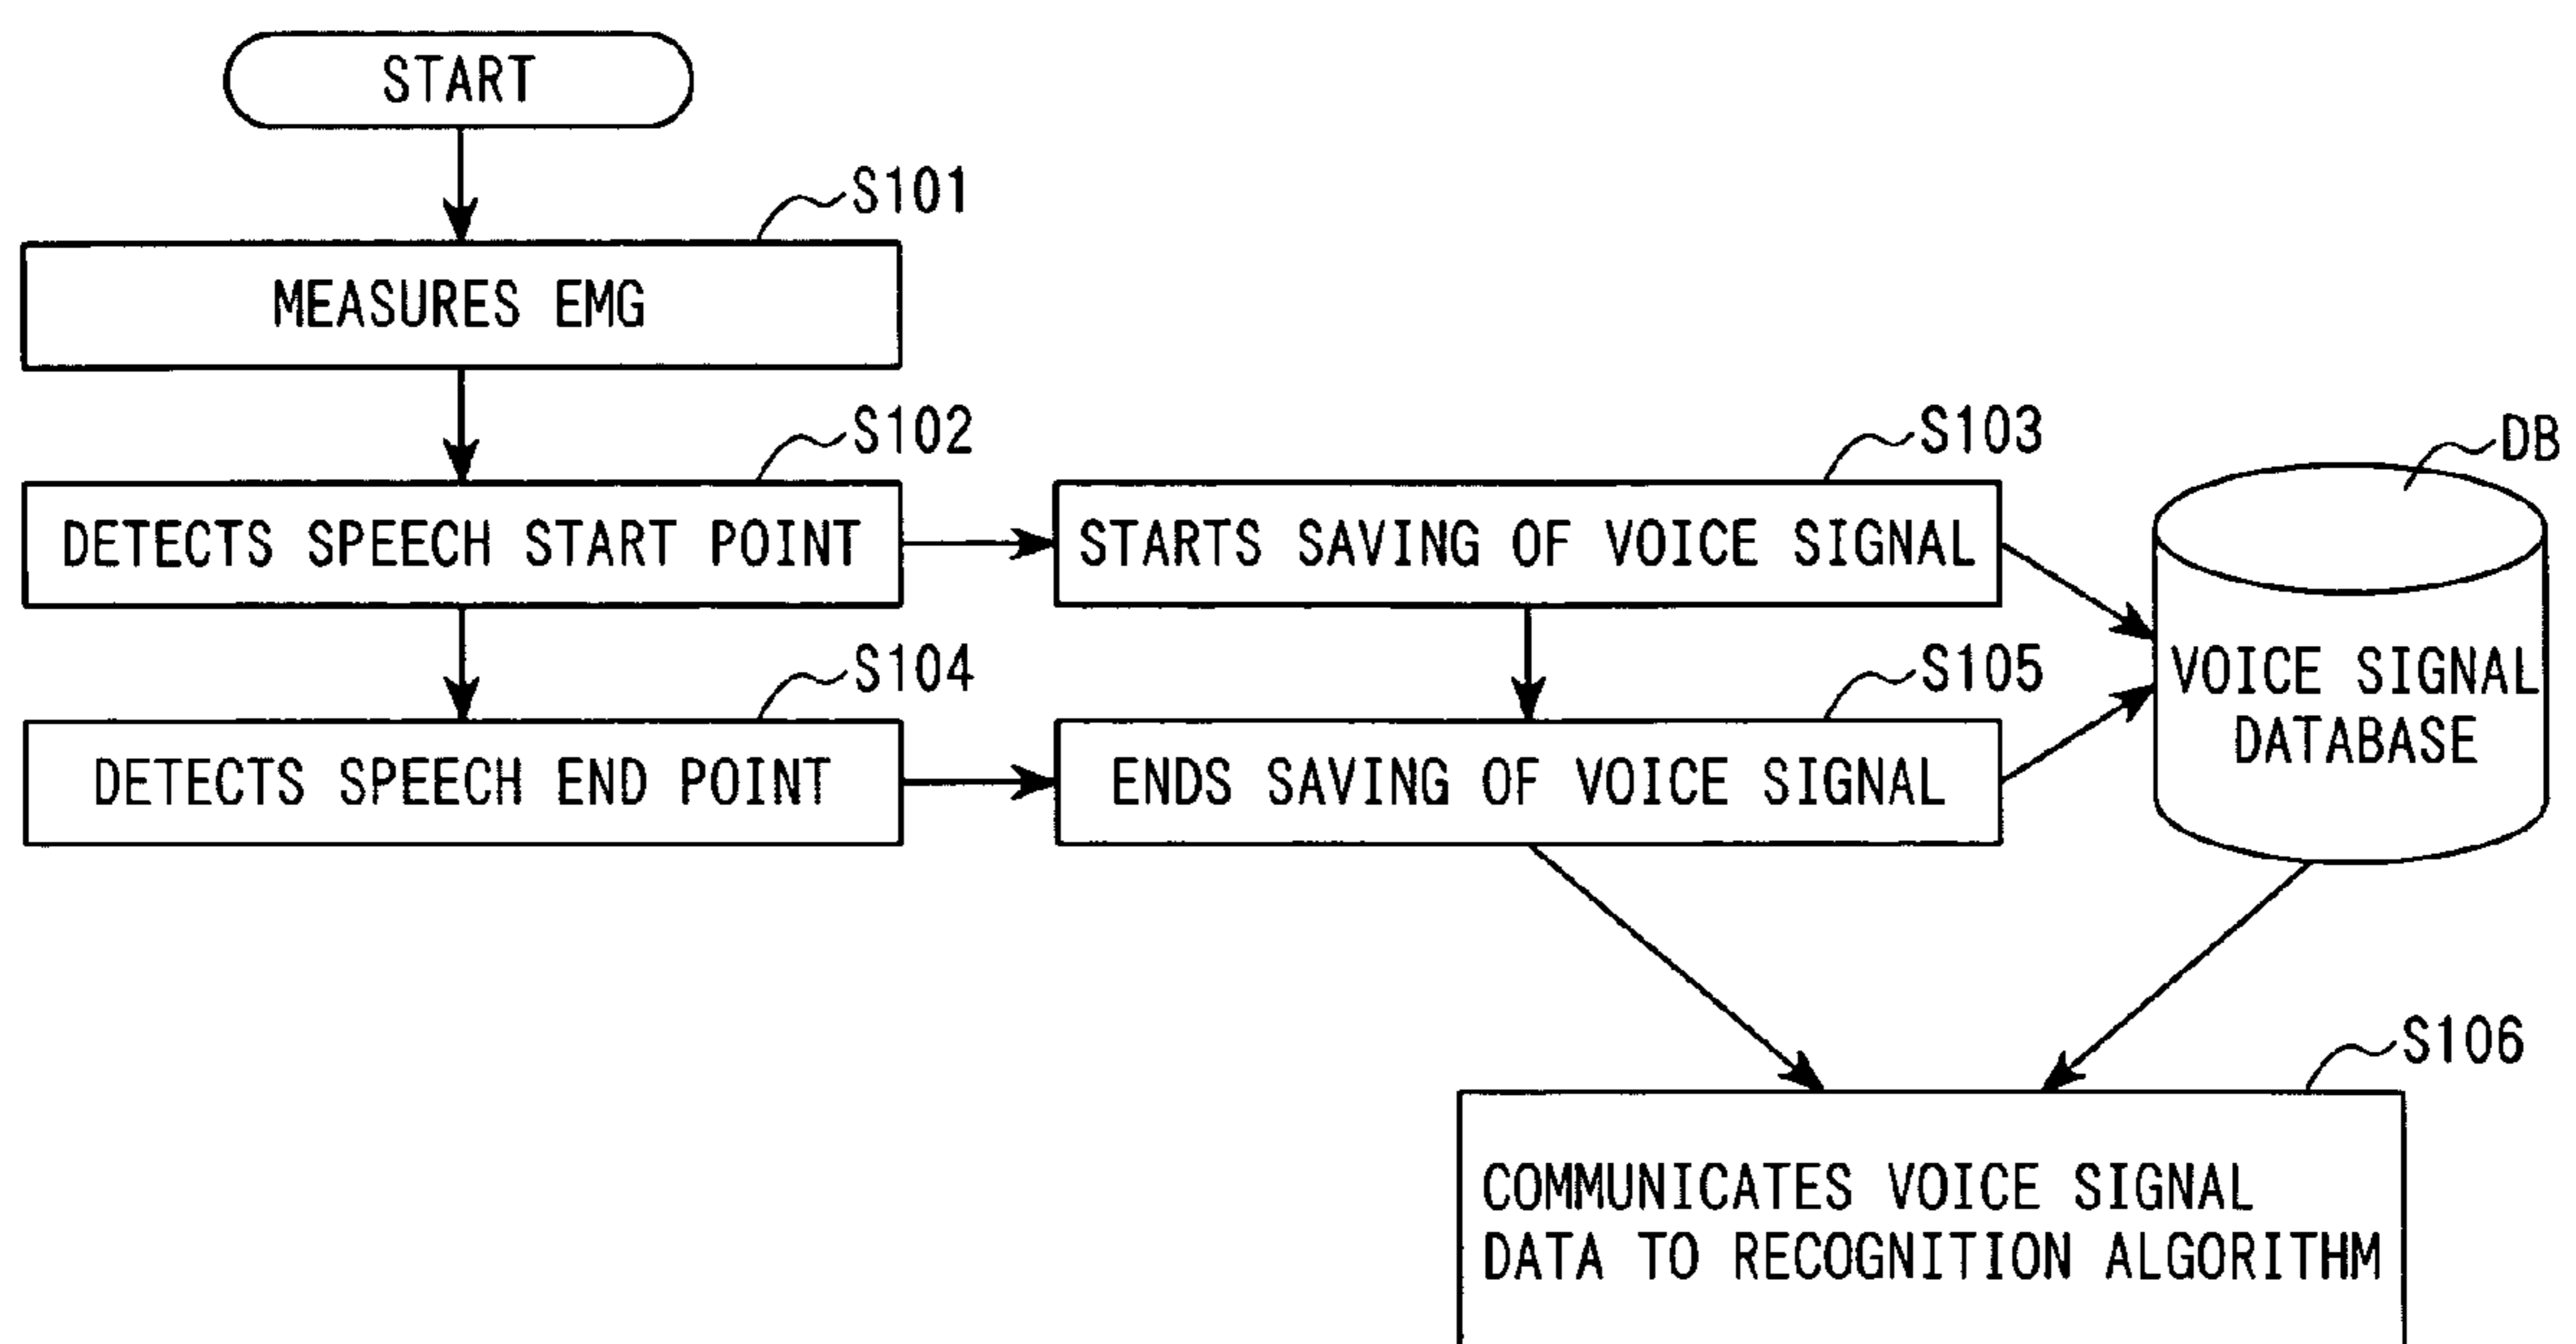 START
S101
MEASURES EMG
S102
DETECTS SPEECH START POINT
S103
STARTS SAVING OF VOICE SIGNAL
DB
VOICE SIGNAL
DATABASE
S104
DETECTS SPEECH END POINT
S105
ENDS SAVING OF VOICE SIGNAL
S106
COMMUNICATES VOICE SIGNAL
DATA TO RECOGNITION ALGORITHM